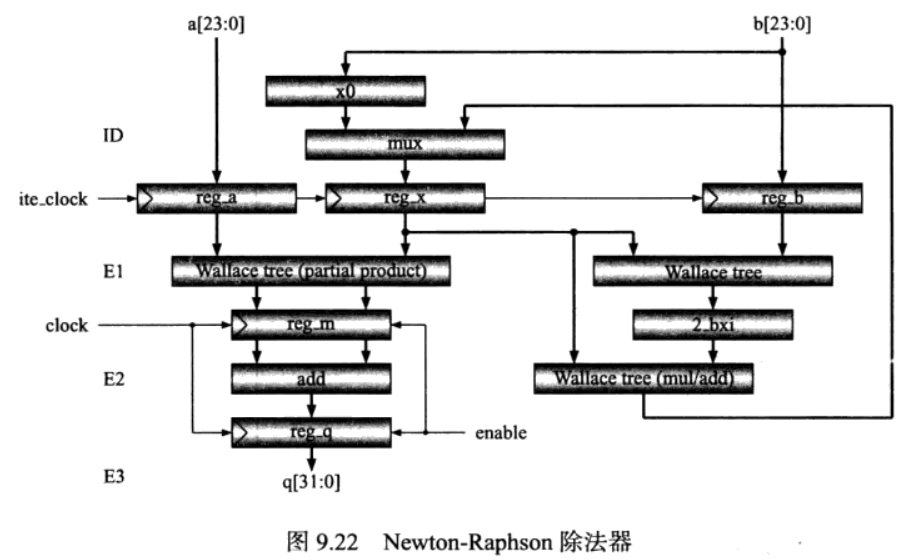 a[23:0] b[23:0]
x0
ID
mux
ite_clock reg_a reg_x reg_b
E1 Wallace tree (partial product) Wallace tree
clock reg_m 2_bxi
E2 add Wallace tree (mul/add)
reg_q enable
E3 q[31:0]
图 9.22 Newton-Raphson 除法器